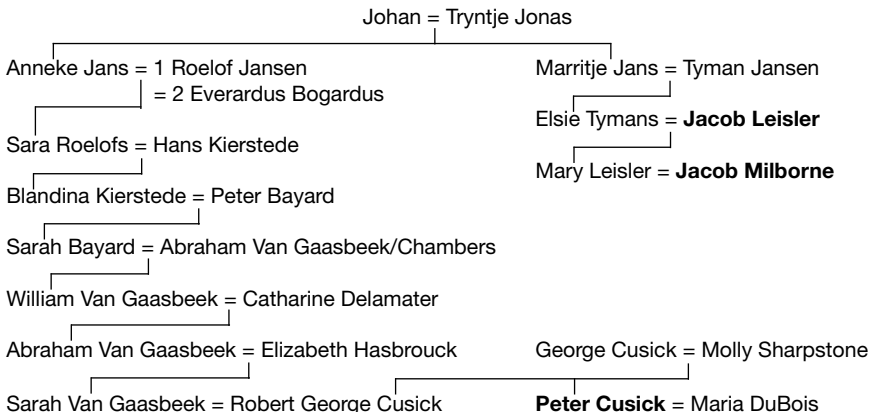 Johan = Tryntje Jonas
Anneke Jans = 1 Roelof Jansen
= 2 Everardus Bogardus
Sara Roelofs = Hans Kierstede
Blandina Kierstede = Peter Bayard
Sarah Bayard = Abraham Van Gaasbeek/Chambers
William Van Gaasbeek = Catharine Delamater
Abraham Van Gaasbeek = Elizabeth Hasbrouck
Sarah Van Gaasbeek = Robert George Cusick
Marritje Jans = Tyman Jansen
Elsie Tymans = Jacob Leisler
Mary Leisler = Jacob Milborne
George Cusick = Molly Sharpstone
Peter Cusick = Maria DuBois